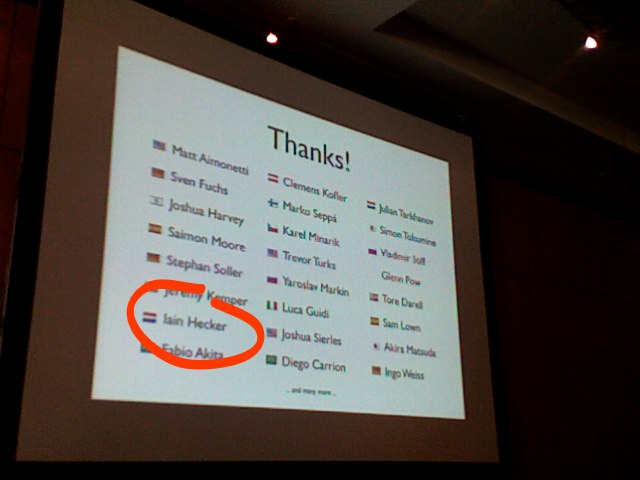 Thanks!
Matt Aimonetti
Sven Fuchs
Joshua Harvey
Saimon Moore
Stephan Soller
Jeremy Kemper
Iain Hecker
Fabio Akita
Clemens Kofler
Marko Seppä
Karel Minarik
Trevor Turks
Yaroslav Markin
Luca Guidi
Joshua Sierles
Diego Carrion
Julian Tarkhanov
Simon Tokumine
Vladimir
Glenn Pow
Tore Darell
Sam Lown
Akira Matsuda
Ingo Weiss
... and many more ...